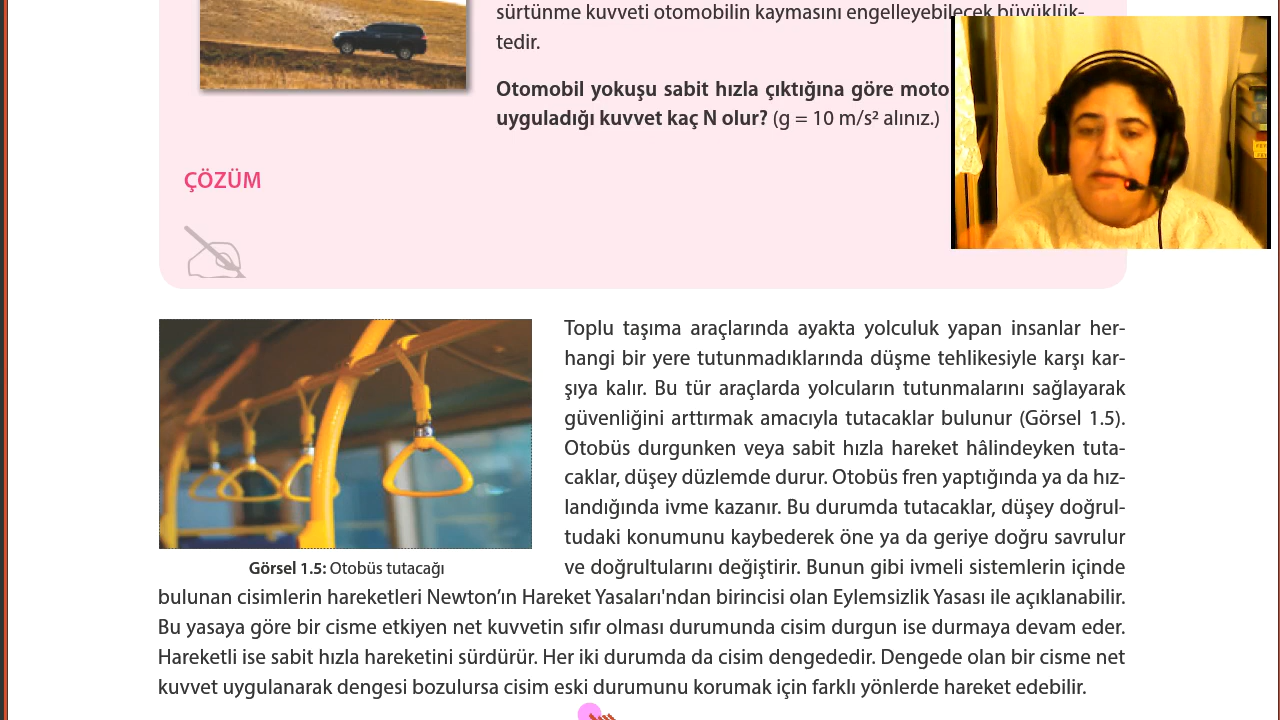 sürtünme kuvveti otomobilin kaymasını engelleyebilecek büyüklük-
tedir.
Otomobil yokuşu sabit hızla çıktığına göre moto
uyguladığı kuvvet kaç N olur? (g = 10 m/s² alınız.)
ÇÖZÜM
Toplu taşıma araçlarında ayakta yolculuk yapan insanlar her-
hangi bir yere tutunmadıklarında düşme tehlikesiyle karşı kar-
şıya kalır. Bu tür araçlarda yolcuların tutunmalarını sağlayarak
güvenliğini arttırmak amacıyla tutacaklar bulunur (Görsel 1.5).
Otobüs durgunken veya sabit hızla hareket hâlindeyken tuta-
caklar, düşey düzlemde durur. Otobüs fren yaptığında ya da hız-
landığında ivme kazanır. Bu durumda tutacaklar, düşey doğrul-
tudaki konumunu kaybederek öne ya da geriye doğru savrulur
ve doğrultularını değiştirir. Bunun gibi ivmeli sistemlerin içinde
Görsel 1.5: Otobüs tutacağı
bulunan cisimlerin hareketleri Newton’ın Hareket Yasaları'ndan birincisi olan Eylemsizlik Yasası ile açıklanabilir.
Bu yasaya göre bir cisme etkiyen net kuvvetin sıfır olması durumunda cisim durgun ise durmaya devam eder.
Hareketli ise sabit hızla hareketini sürdürür. Her iki durumda da cisim dengededir. Dengede olan bir cisme net
kuvvet uygulanarak dengesi bozulursa cisim eski durumunu korumak için farklı yönlerde hareket edebilir.